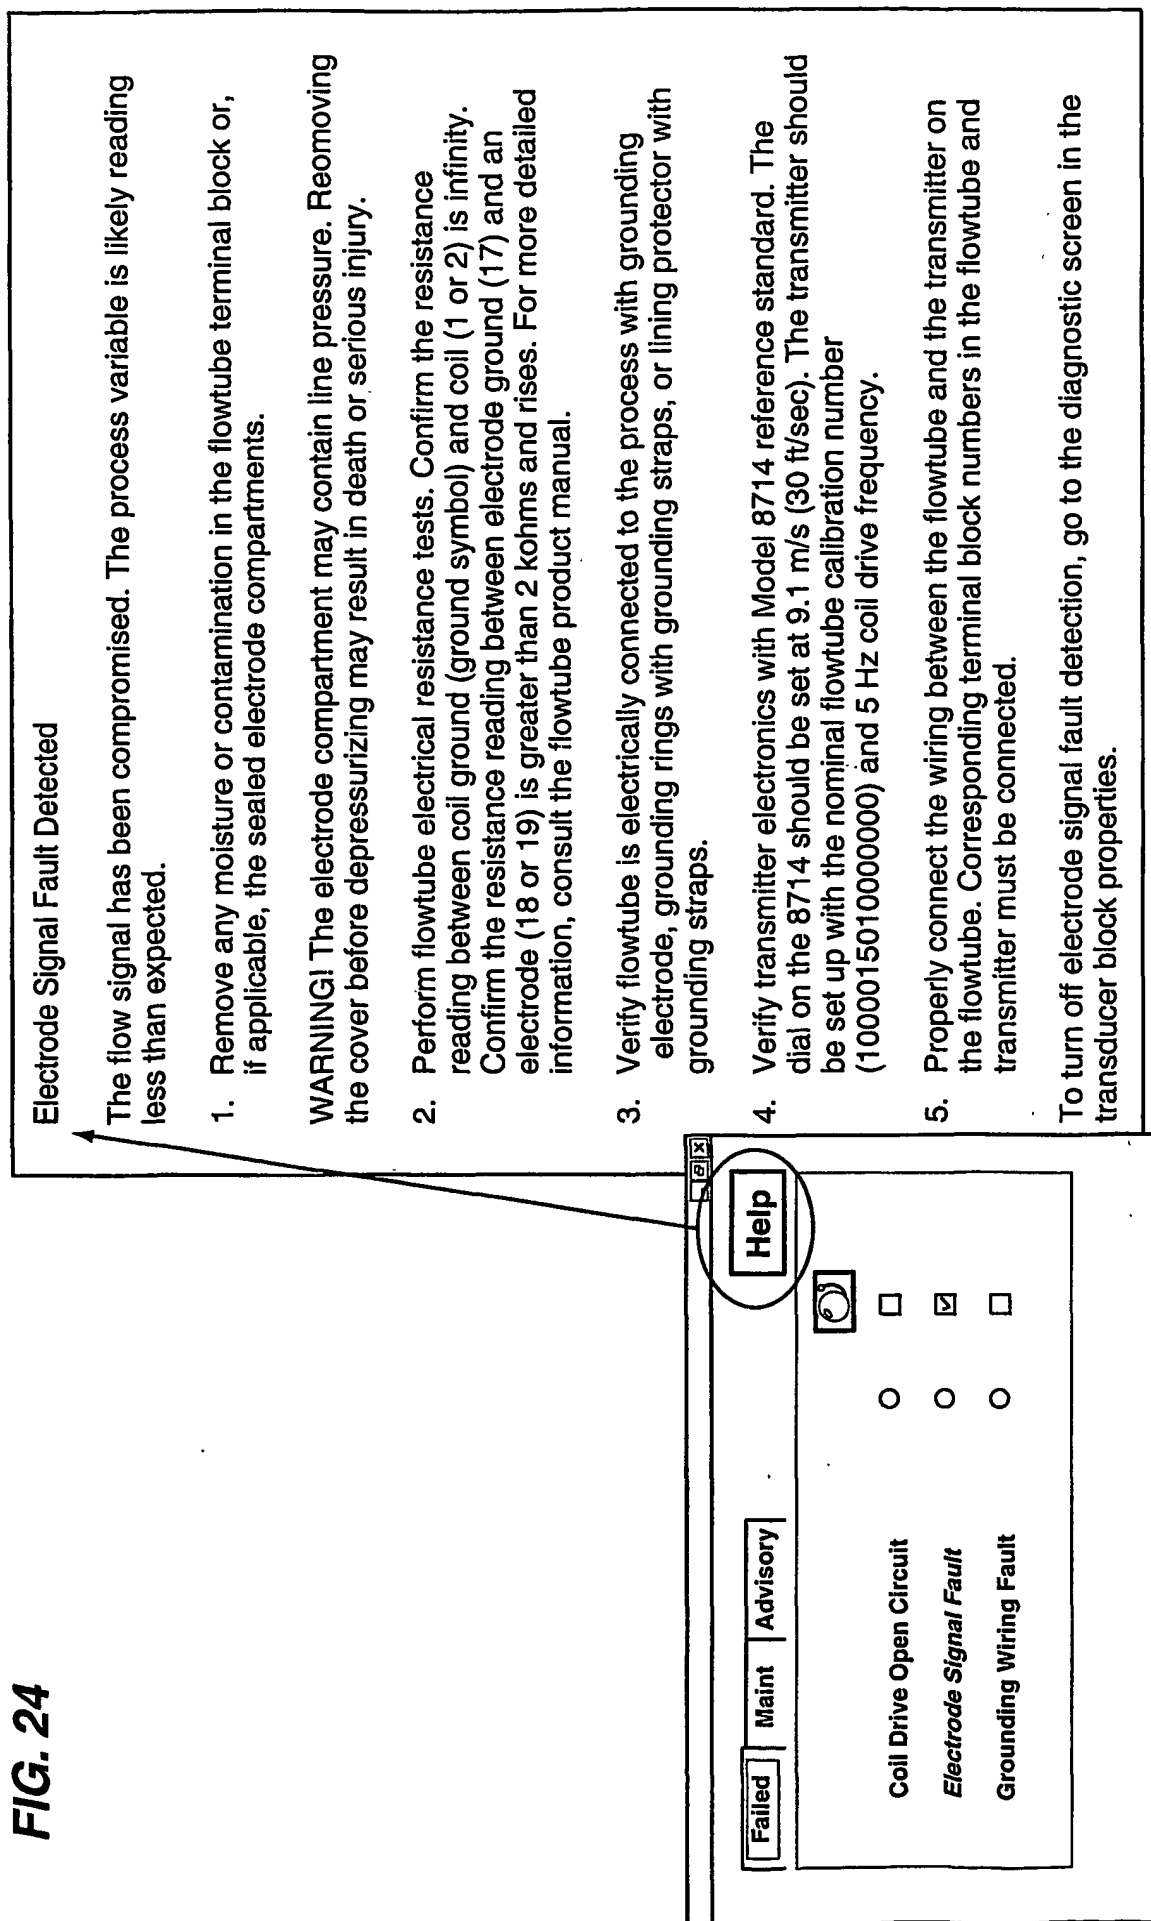 FIG. 24
Electrode Signal Fault Detected
The flow signal has been compromised. The process variable is likely reading
less than expected.
1. Remove any moisture or contamination in the flowtube terminal block or,
if applicable, the sealed electrode compartments.
WARNING! The electrode compartment may contain line pressure. Reomoving
the cover before depressurizing may result in death or serious injury.
2. Perform flowtube electrical resistance tests. Confirm the resistance
reading between coil ground (ground symbol) and coil (1 or 2) is infinity.
Confirm the resistance reading between electrode ground (17) and an
electrode (18 or 19) is greater than 2 kohms and rises. For more detailed
information, consult the flowtube product manual.
3. Verify flowtube is electrically connected to the process with grounding
electrode, grounding rings with grounding straps, or lining protector with
grounding straps.
4. Verify transmitter electronics with Model 8714 reference standard. The
dial on the 8714 should be set at 9.1 m/s (30 ft/sec). The transmitter should
be set up with the nominal flowtube calibration number
(1000015010000000) and 5 Hz coil drive frequency.
5. Properly connect the wiring between the flowtube and the transmitter on
the flowtube. Corresponding terminal block numbers in the flowtube and
transmitter must be connected.
To turn off electrode signal fault detection, go to the diagnostic screen in the
transducer block properties.
Failed Maint Advisory Help
Coil Drive Open Circuit
Electrode Signal Fault
Grounding Wiring Fault